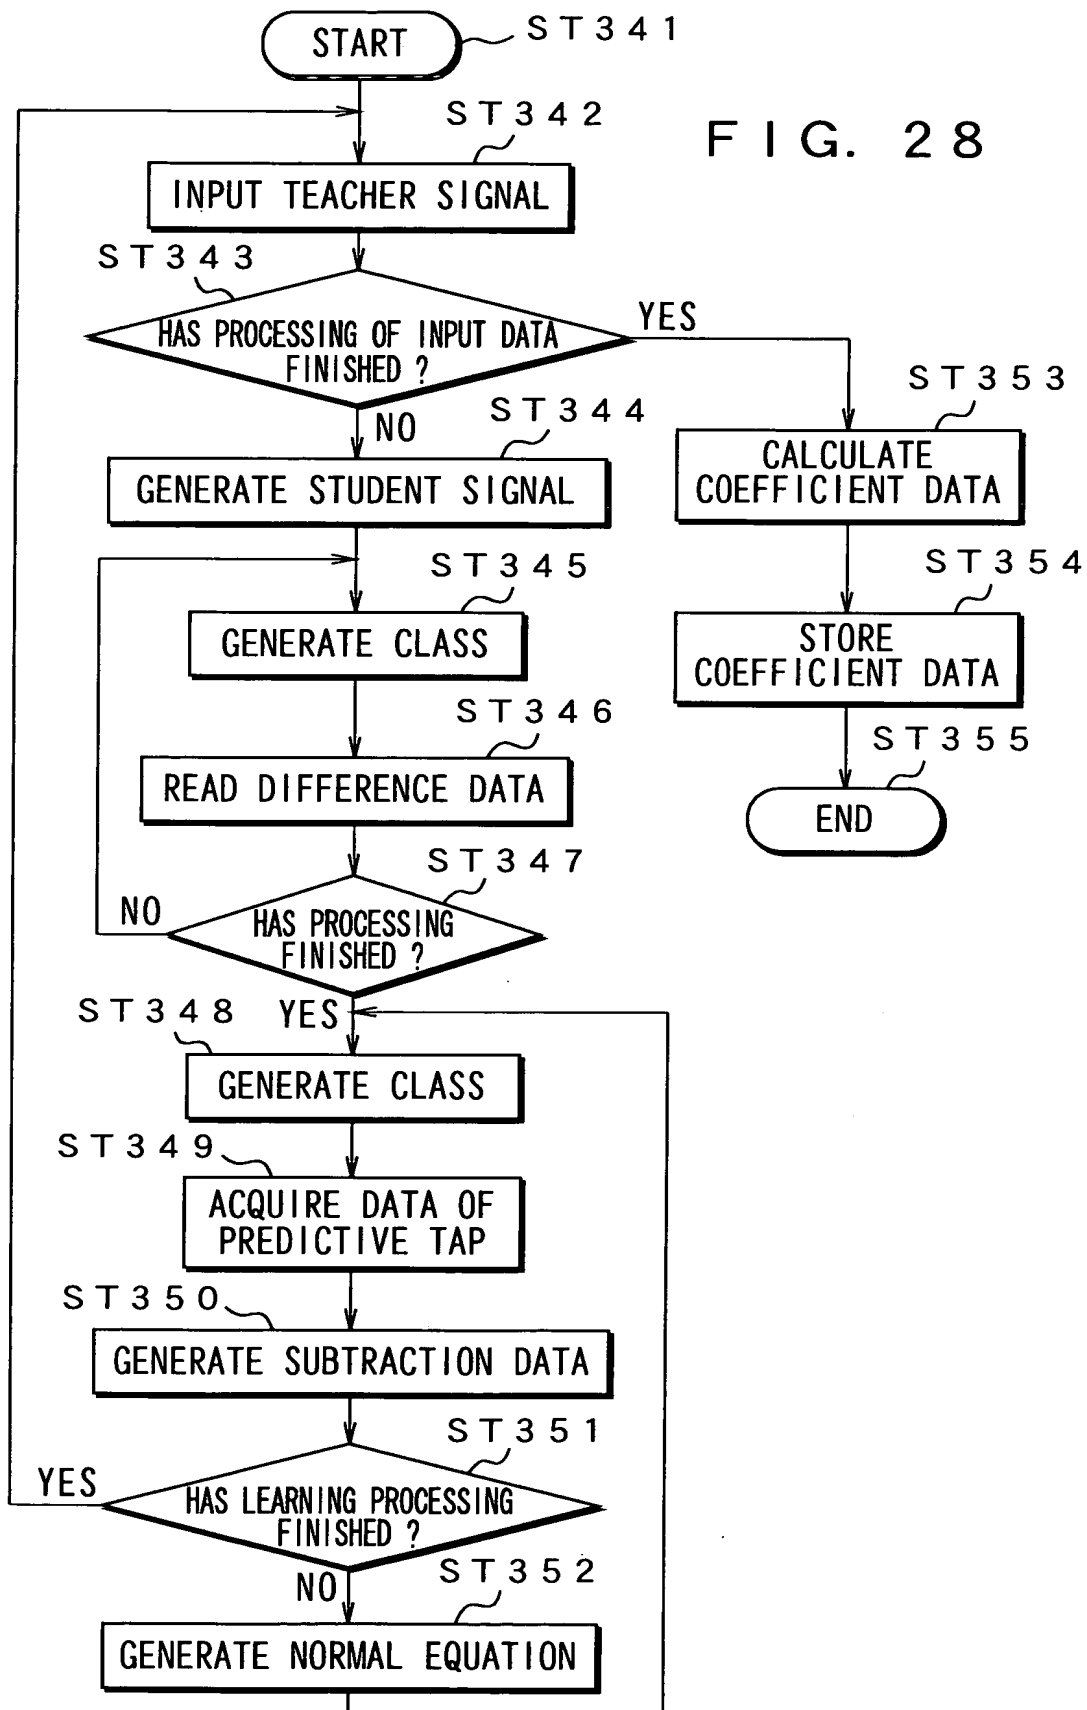 START
ST341
ST342
FIG. 28
INPUT TEACHER SIGNAL
ST343
HAS PROCESSING OF INPUT DATA
FINISHED ?
YES
NO
ST344
GENERATE STUDENT SIGNAL
ST345
GENERATE CLASS
ST346
READ DIFFERENCE DATA
ST347
HAS PROCESSING
FINISHED ?
NO
YES
ST348
GENERATE CLASS
ST349
ACQUIRE DATA OF
PREDICTIVE TAP
ST350
GENERATE SUBTRACTION DATA
ST351
HAS LEARNING PROCESSING
FINISHED ?
YES
NO
ST352
GENERATE NORMAL EQUATION
ST353
CALCULATE
COEFFICIENT DATA
ST354
STORE
COEFFICIENT DATA
ST355
END